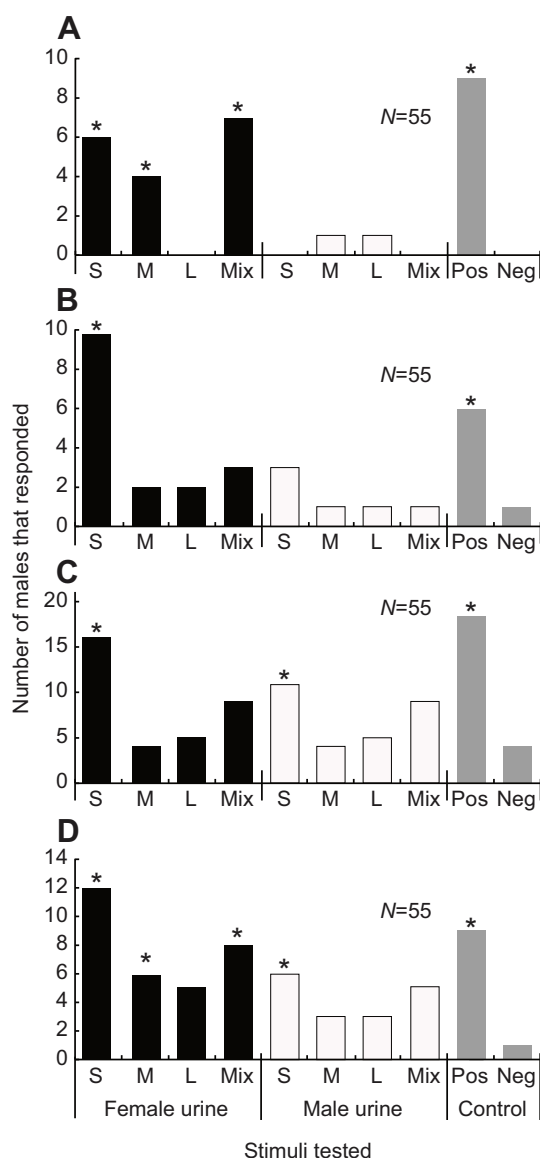 A
10
8
6
4
2
0
* * * *
N=55
S M L Mix S M L Mix Pos Neg
B
10
8
6
4
2
0
* *
N=55
S M L Mix S M L Mix Pos Neg
C
20
15
10
5
0
* * *
N=55
S M L Mix S M L Mix Pos Neg
D
14
12
10
8
6
4
2
0
* * * * *
N=55
S M L Mix S M L Mix Pos Neg
Female urine Male urine Control
Stimuli tested
Number of males that responded